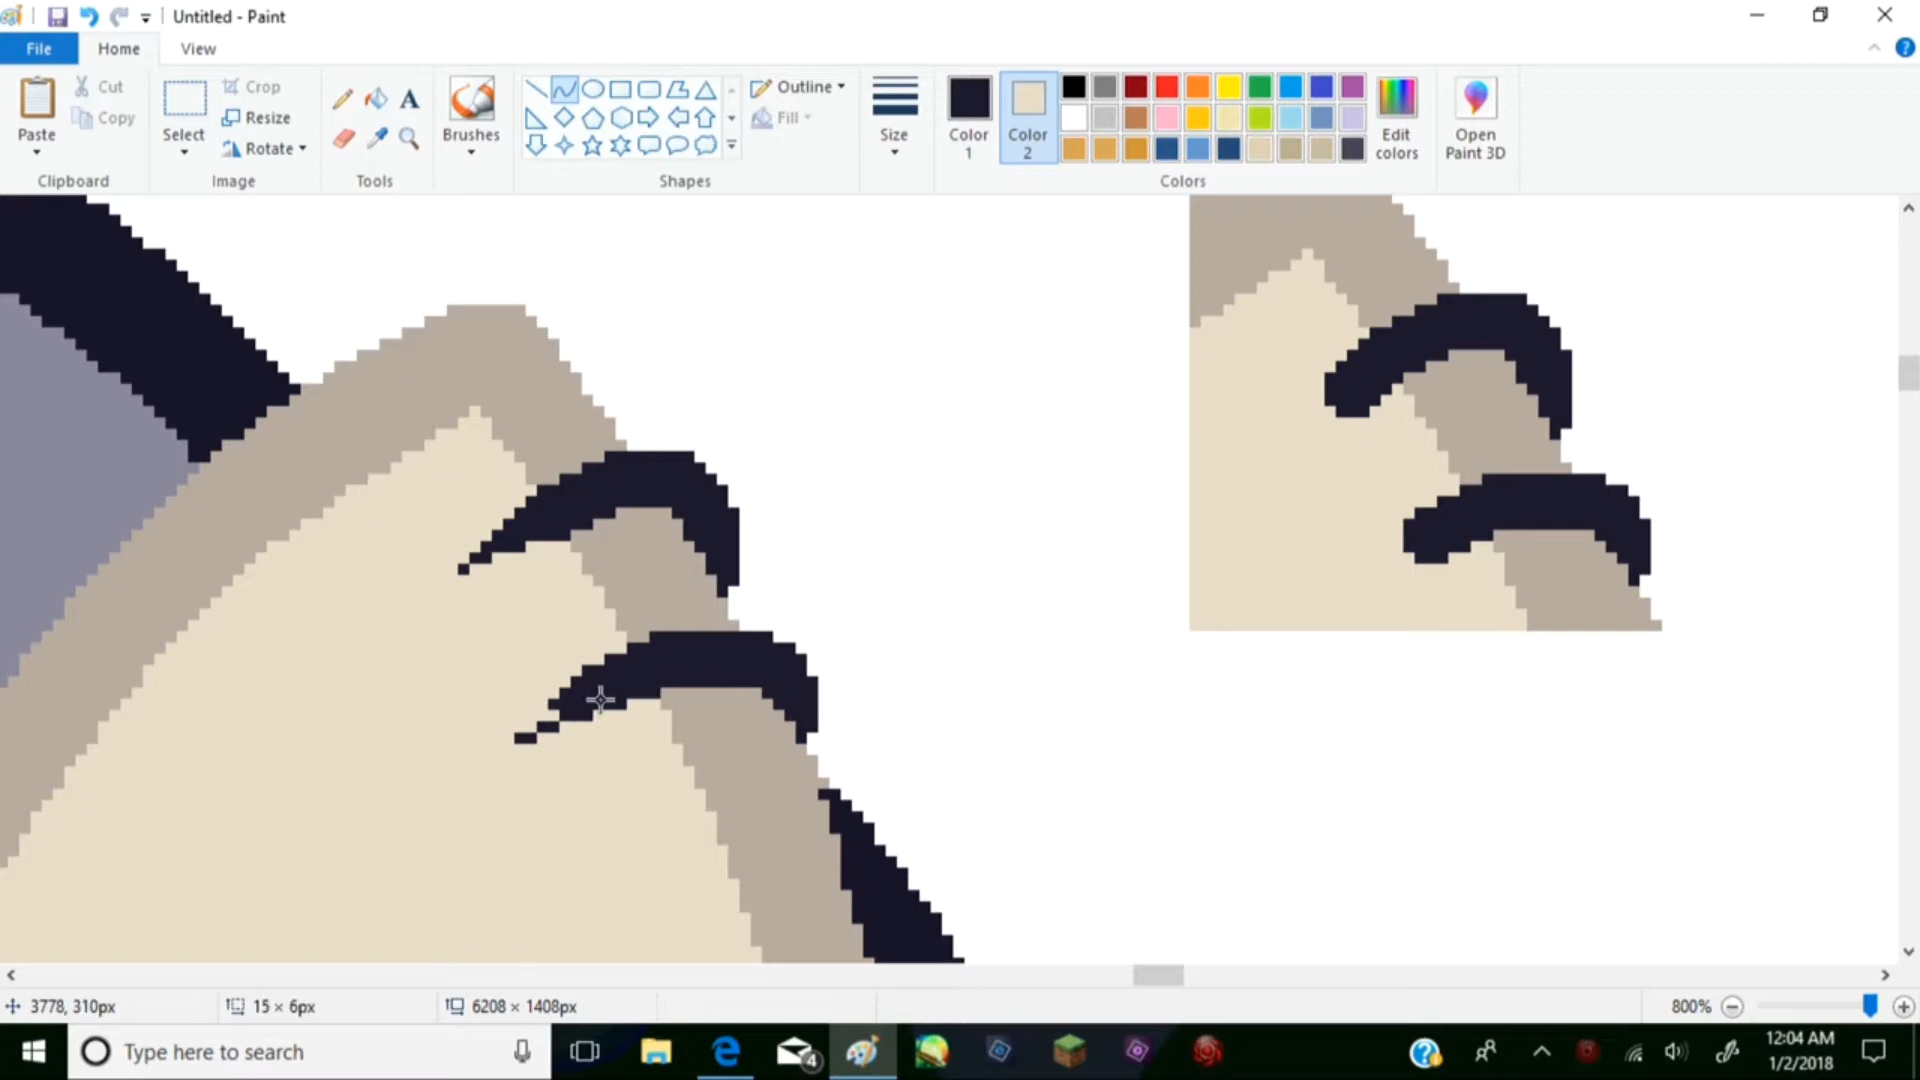 Untitled - Paint
File Home View
Paste
Cut
Copy
Clipboard
Select
Crop
Resize
Rotate
Image
A
Tools
Brushes
Outline
Fill
Shapes
Size
Color 1
Color 2
Edit colors
Open Paint 3D
Colors
3778, 310px
15 × 6px
6208 × 1408px
800%
Type here to search
4
12:04 AM
1/2/2018